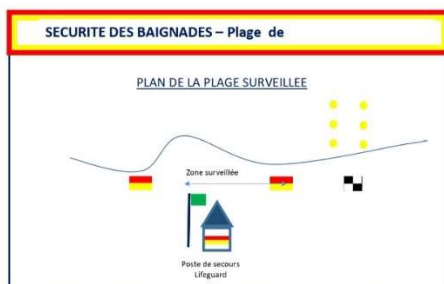 SECURITE DES BAIGNADES – Plage de
PLAN DE LA PLAGE SURVEILLEE
Zone surveillée
Poste de secours
Lifeguard